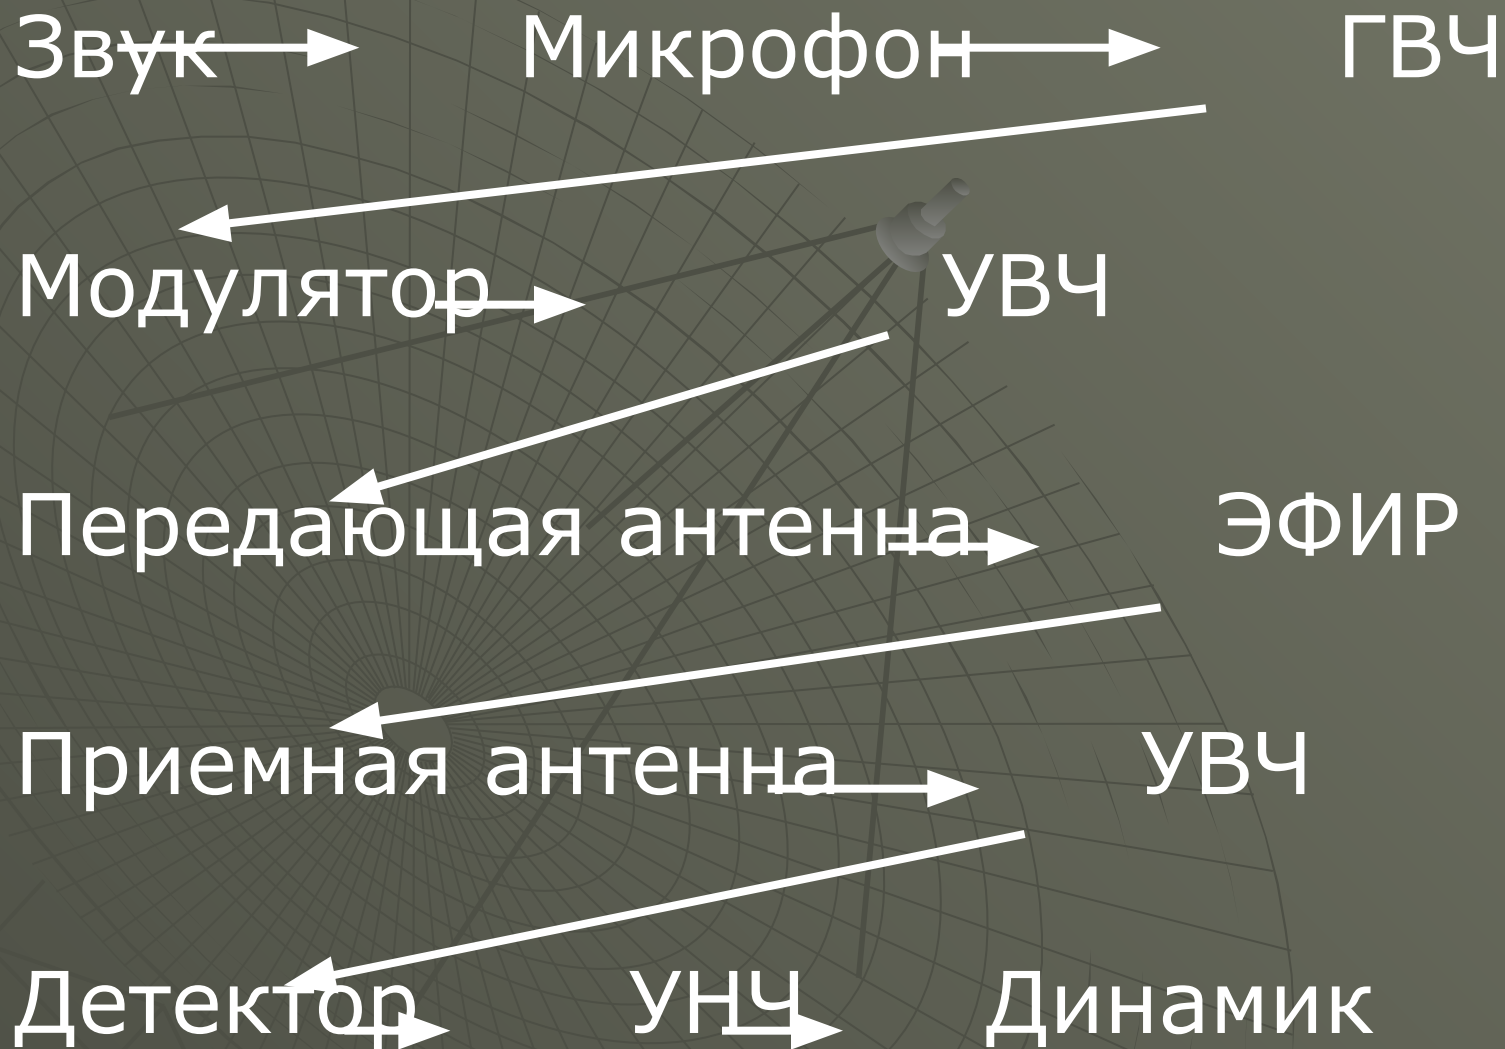 Звук Микрофон ГВЧ
Модулятор УВЧ
Передающая антенна ЭФИР
Приемная антенна УВЧ
Детектор УНЧ Динамик